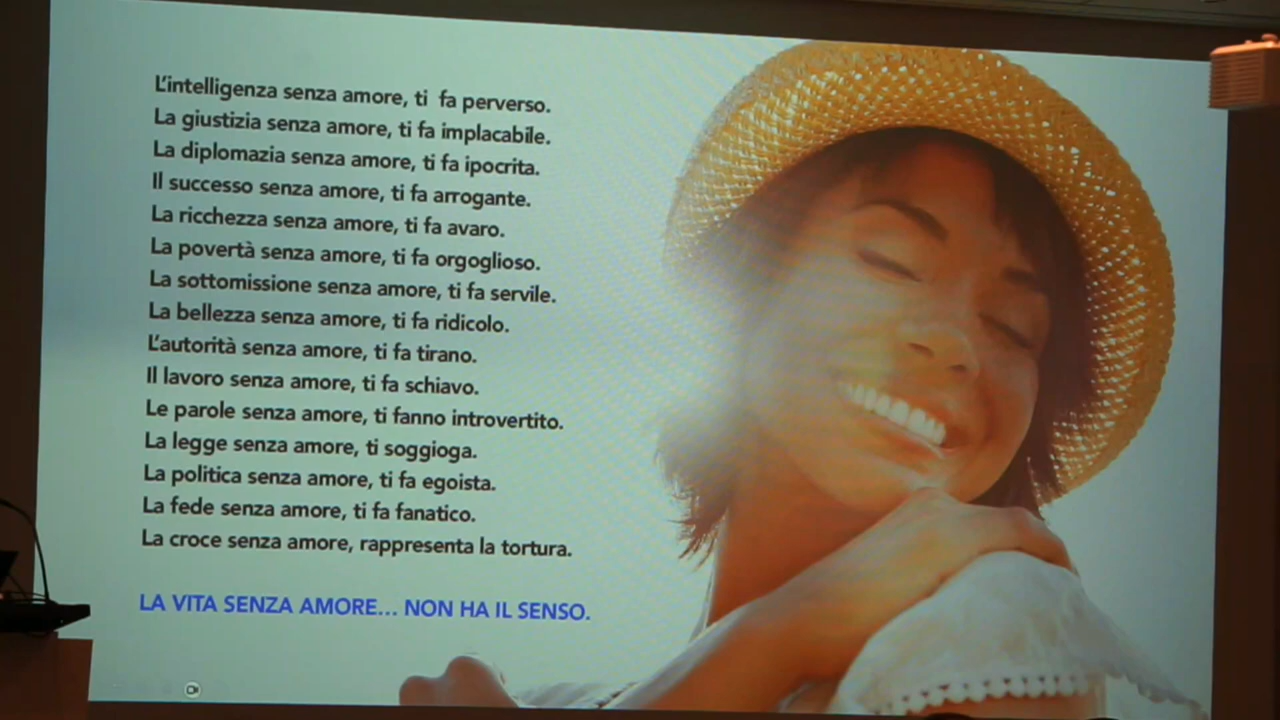 L'intelligenza senza amore, ti fa perverso.
La giustizia senza amore, ti fa implacabile.
La diplomazia senza amore, ti fa ipocrita.
Il successo senza amore, ti fa arrogante.
La ricchezza senza amore, ti fa avaro.
La povertà senza amore, ti fa orgoglioso.
La sottomissione senza amore, ti fa servile.
La bellezza senza amore, ti fa ridicolo.
L'autorità senza amore, ti fa tirano.
Il lavoro senza amore, ti fa schiavo.
Le parole senza amore, ti fanno introvertito.
La legge senza amore, ti soggioga.
La politica senza amore, ti fa egoista.
La fede senza amore, ti fa fanatico.
La croce senza amore, rappresenta la tortura.
LA VITA SENZA AMORE... NON HA IL SENSO.